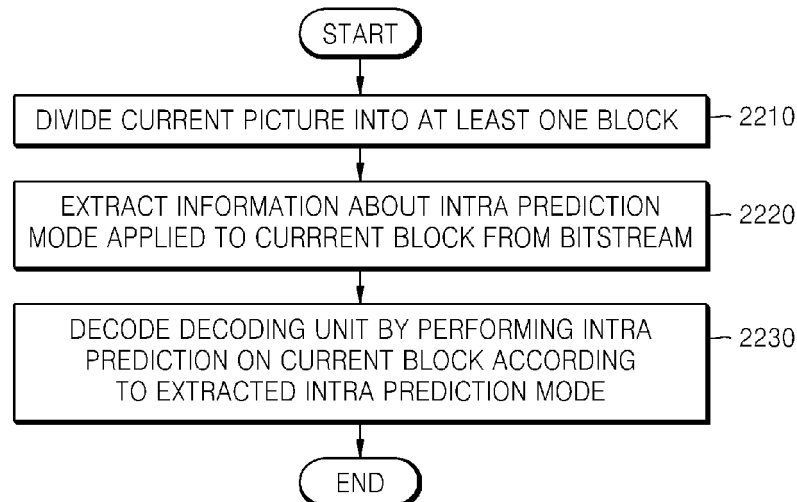 START
DIVIDE CURRENT PICTURE INTO AT LEAST ONE BLOCK
2210
EXTRACT INFORMATION ABOUT INTRA PREDICTION
MODE APPLIED TO CURRRENT BLOCK FROM BITSTREAM
2220
DECODE DECODING UNIT BY PERFORMING INTRA
PREDICTION ON CURRENT BLOCK ACCORDING
TO EXTRACTED INTRA PREDICTION MODE
2230
END